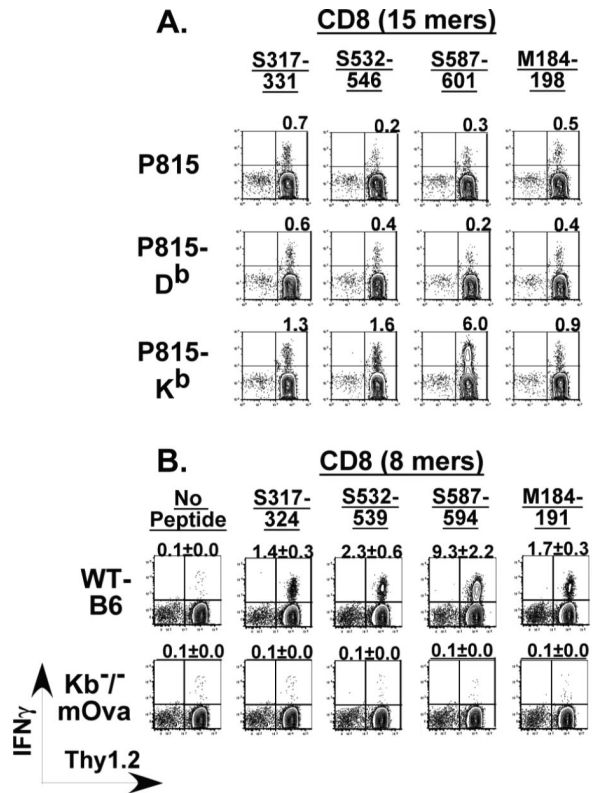 A.
CD8 (15 mers)
S317-331 S532-546 S587-601 M184-198
P815 0.7 0.2 0.3 0.5
P815-Db 0.6 0.4 0.2 0.4
P815-Kb 1.3 1.6 6.0 0.9
B.
CD8 (8 mers)
No Peptide S317-324 S532-539 S587-594 M184-191
WT-B6 0.1±0.0 1.4±0.3 2.3±0.6 9.3±2.2 1.7±0.3
Kb-/- mOva 0.1±0.0 0.1±0.0 0.1±0.0 0.1±0.0 0.1±0.0
IFNγ
Thy1.2